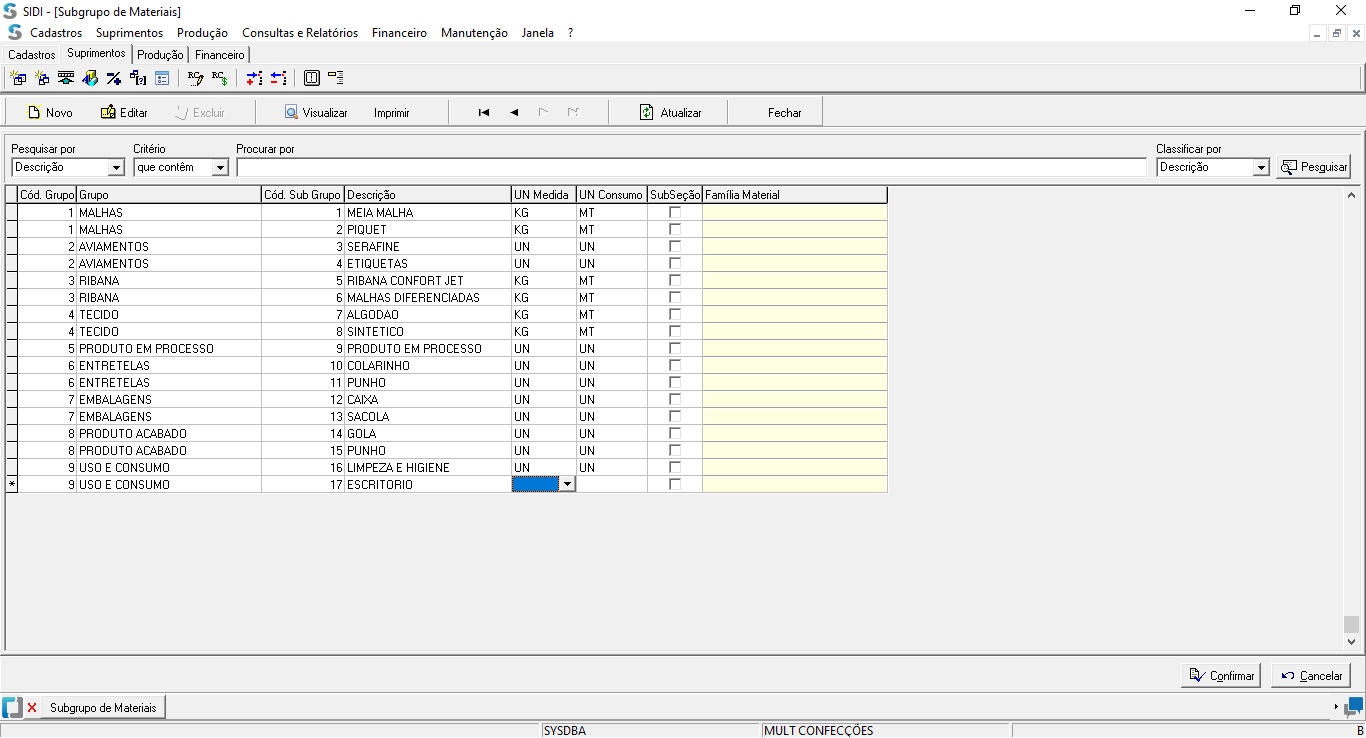 SIDI - [Subgrupo de Materiais]
Cadastros Suprimentos Produção Consultas e Relatórios Financeiro Manutenção Janela ?
Cadastros Suprimentos Produção Financeiro
Novo Editar Excluir Visualizar Imprimir Atualizar Fechar
Pesquisar por Critério Procurar por Classificar por
Descrição que contêm Descrição Pesquisar
Cód. Grupo Grupo Cód. Sub Grupo Descrição UN Medida UN Consumo SubSeção Família Material
1 MALHAS 1 MEIA MALHA KG MT
1 MALHAS 2 PIQUET KG MT
2 AVIAMENTOS 3 SERAFINE UN UN
2 AVIAMENTOS 4 ETIQUETAS UN UN
3 RIBANA 5 RIBANA CONFORT JET KG MT
3 RIBANA 6 MALHAS DIFERENCIADAS KG MT
4 TECIDO 7 ALGODAO KG MT
4 TECIDO 8 SINTETICO KG MT
5 PRODUTO EM PROCESSO 9 PRODUTO EM PROCESSO UN UN
6 ENTRETELAS 10 COLARINHO UN UN
6 ENTRETELAS 11 PUNHO UN UN
7 EMBALAGENS 12 CAIXA UN UN
7 EMBALAGENS 13 SACOLA UN UN
8 PRODUTO ACABADO 14 GOLA UN UN
8 PRODUTO ACABADO 15 PUNHO UN UN
9 USO E CONSUMO 16 LIMPEZA E HIGIENE UN UN
* 9 USO E CONSUMO 17 ESCRITORIO
Confirmar Cancelar
Subgrupo de Materiais
SYSDBA MULT CONFECÇÕES B